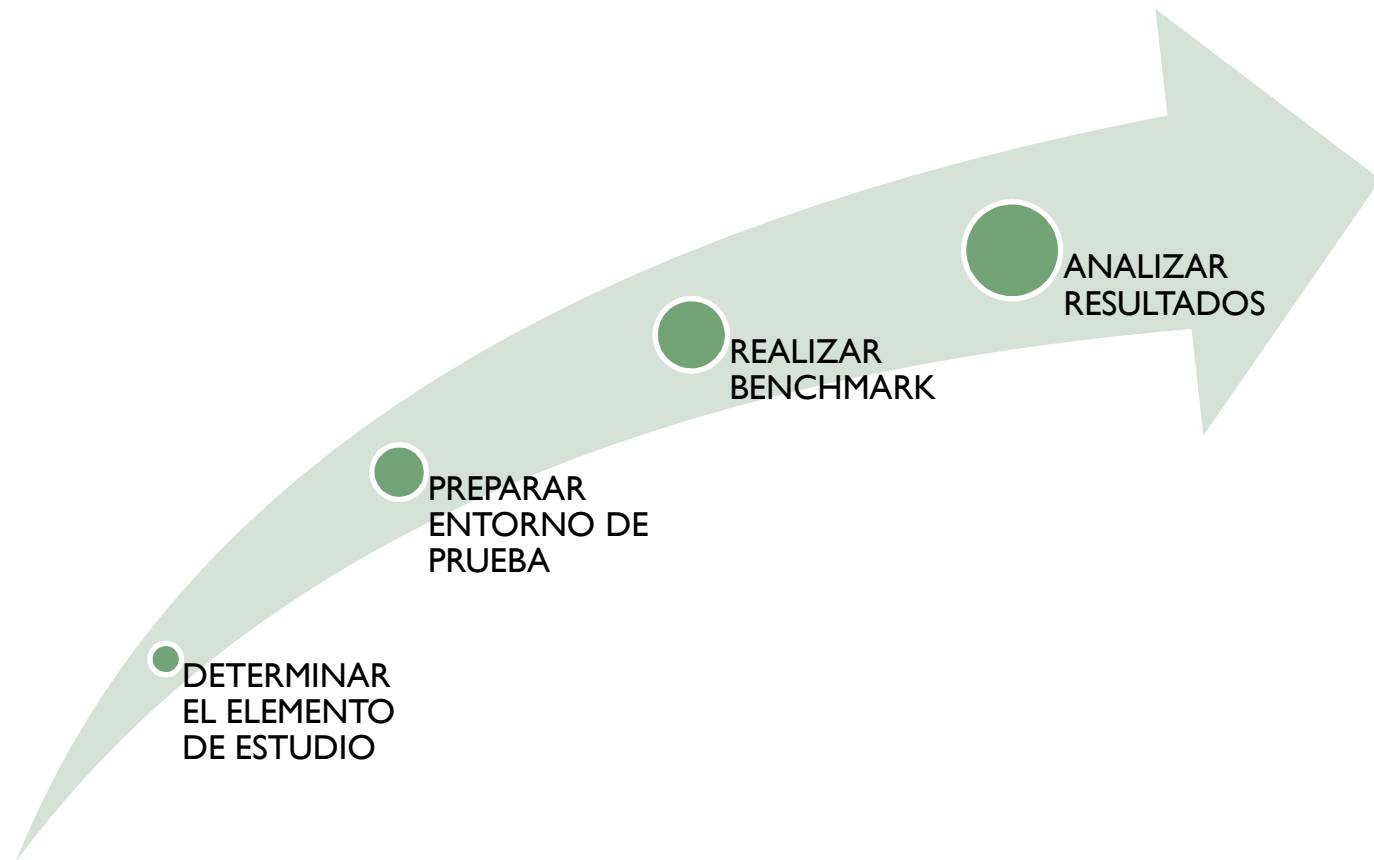 DETERMINAR
EL ELEMENTO
DE ESTUDIO
PREPARAR
ENTORNO DE
PRUEBA
REALIZAR
BENCHMARK
ANALIZAR
RESULTADOS